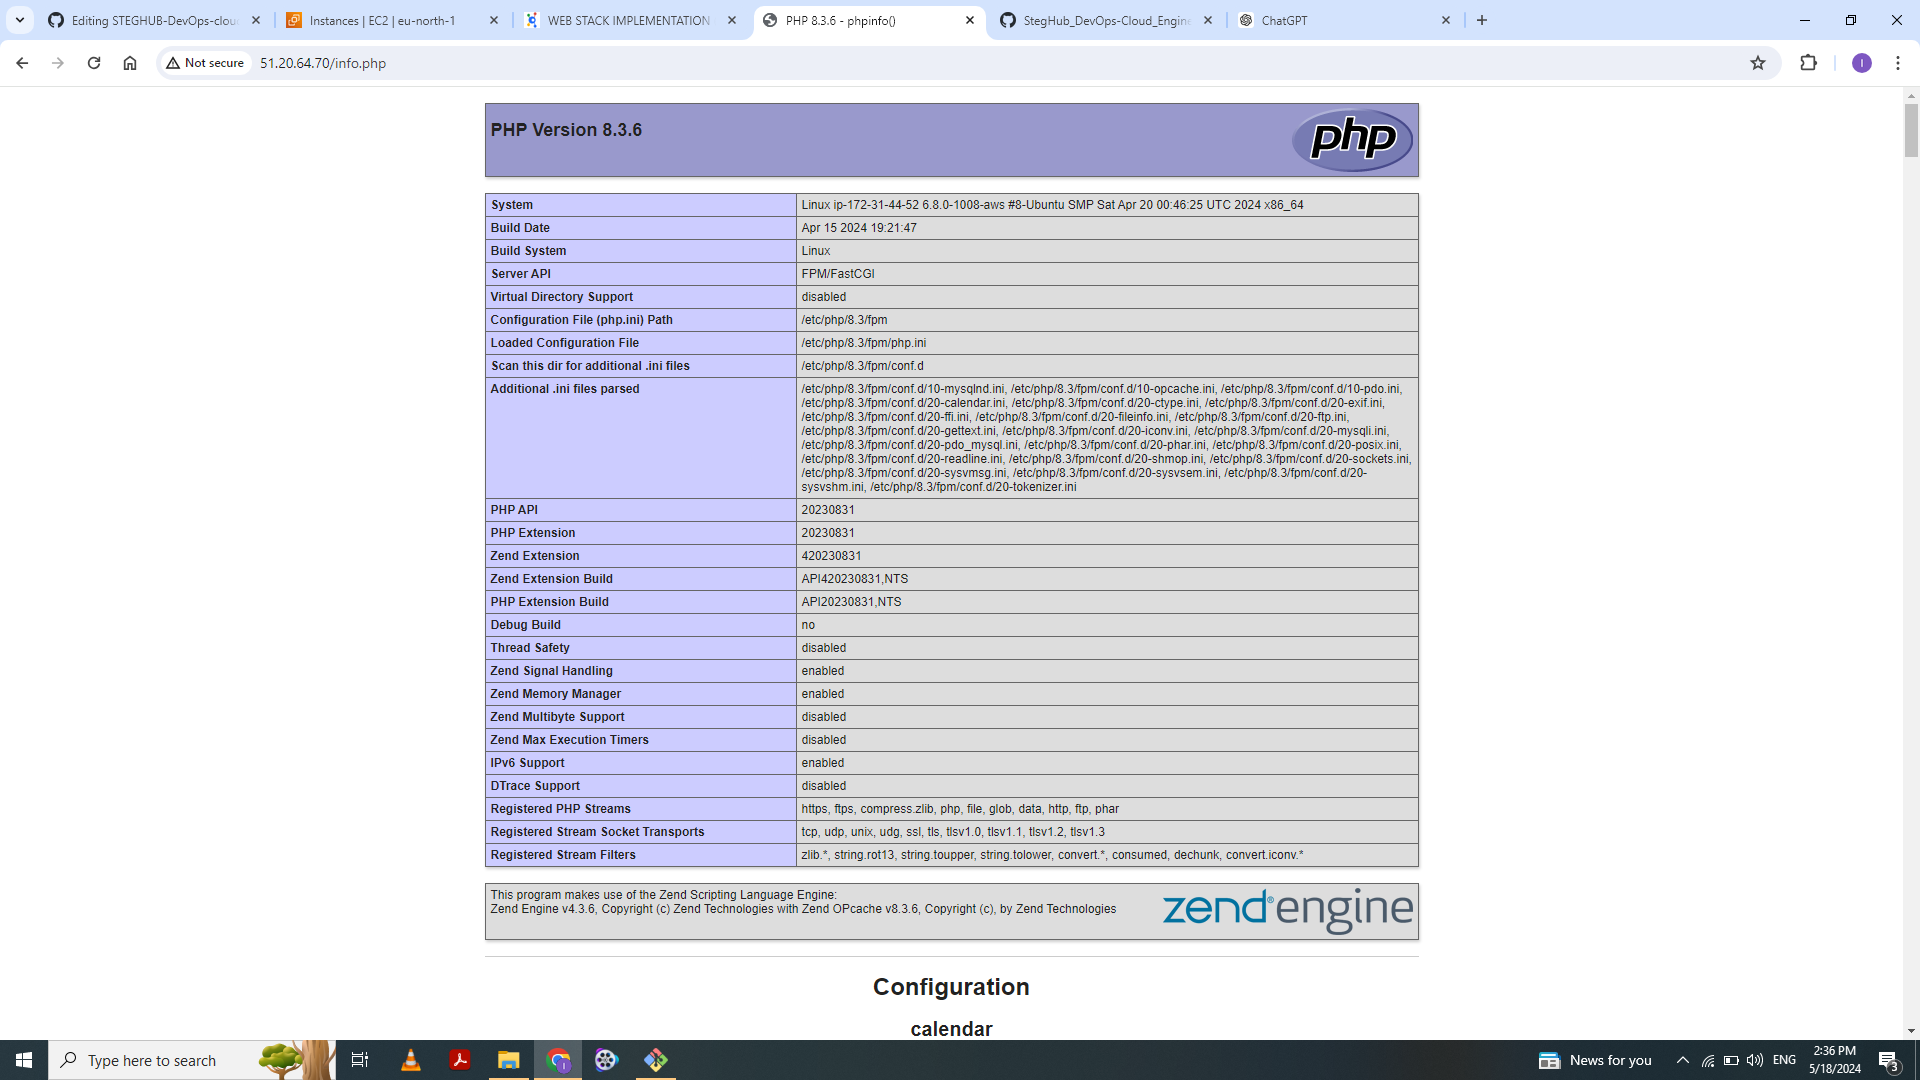 Editing STEGHUB-DevOps-clou
Instances | EC2 | eu-north-1
WEB STACK IMPLEMENTATION
PHP 8.3.6 - phpinfo()
StegHub_DevOps-Cloud_Engine
ChatGPT
Not secure
51.20.64.70/info.php
I
PHP Version 8.3.6
php
System Linux ip-172-31-44-52 6.8.0-1008-aws #8-Ubuntu SMP Sat Apr 20 00:46:25 UTC 2024 x86_64
Build Date Apr 15 2024 19:21:47
Build System Linux
Server API FPM/FastCGI
Virtual Directory Support disabled
Configuration File (php.ini) Path /etc/php/8.3/fpm
Loaded Configuration File /etc/php/8.3/fpm/php.ini
Scan this dir for additional .ini files /etc/php/8.3/fpm/conf.d
Additional .ini files parsed /etc/php/8.3/fpm/conf.d/10-mysqlnd.ini, /etc/php/8.3/fpm/conf.d/10-opcache.ini, /etc/php/8.3/fpm/conf.d/10-pdo.ini,
/etc/php/8.3/fpm/conf.d/20-calendar.ini, /etc/php/8.3/fpm/conf.d/20-ctype.ini, /etc/php/8.3/fpm/conf.d/20-exif.ini,
/etc/php/8.3/fpm/conf.d/20-ffi.ini, /etc/php/8.3/fpm/conf.d/20-fileinfo.ini, /etc/php/8.3/fpm/conf.d/20-ftp.ini,
/etc/php/8.3/fpm/conf.d/20-gettext.ini, /etc/php/8.3/fpm/conf.d/20-iconv.ini, /etc/php/8.3/fpm/conf.d/20-mysqli.ini,
/etc/php/8.3/fpm/conf.d/20-pdo_mysql.ini, /etc/php/8.3/fpm/conf.d/20-phar.ini, /etc/php/8.3/fpm/conf.d/20-posix.ini,
/etc/php/8.3/fpm/conf.d/20-readline.ini, /etc/php/8.3/fpm/conf.d/20-shmop.ini, /etc/php/8.3/fpm/conf.d/20-sockets.ini,
/etc/php/8.3/fpm/conf.d/20-sysvmsg.ini, /etc/php/8.3/fpm/conf.d/20-sysvsem.ini, /etc/php/8.3/fpm/conf.d/20-
sysvshm.ini, /etc/php/8.3/fpm/conf.d/20-tokenizer.ini
PHP API 20230831
PHP Extension 20230831
Zend Extension 420230831
Zend Extension Build API420230831,NTS
PHP Extension Build API20230831,NTS
Debug Build no
Thread Safety disabled
Zend Signal Handling enabled
Zend Memory Manager enabled
Zend Multibyte Support disabled
Zend Max Execution Timers disabled
IPv6 Support enabled
DTrace Support disabled
Registered PHP Streams https, ftps, compress.zlib, php, file, glob, data, http, ftp, phar
Registered Stream Socket Transports tcp, udp, unix, udg, ssl, tls, tlsv1.0, tlsv1.1, tlsv1.2, tlsv1.3
Registered Stream Filters zlib.*, string.rot13, string.toupper, string.tolower, convert.*, consumed, dechunk, convert.iconv.*
This program makes use of the Zend Scripting Language Engine:
Zend Engine v4.3.6, Copyright (c) Zend Technologies with Zend OPcache v8.3.6, Copyright (c), by Zend Technologies
zend®engine
Configuration
calendar
Type here to search
News for you
ENG
2:36 PM
5/18/2024
3